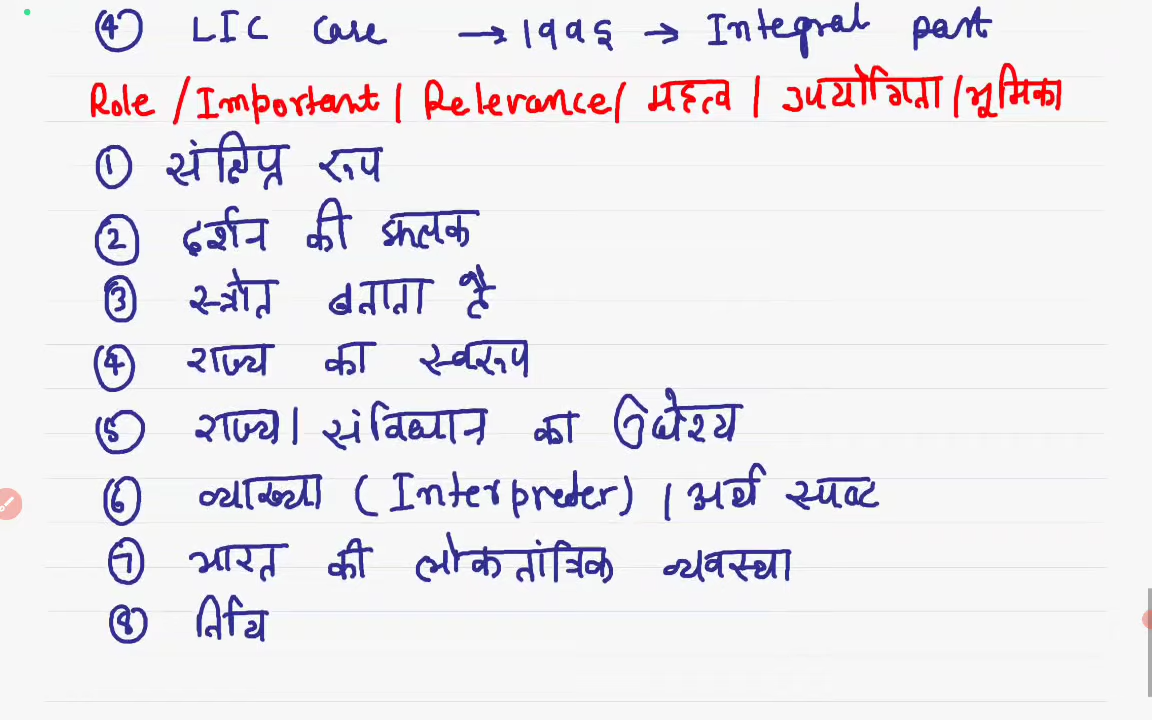 ④ LIC Case → १९९६ → Integral part
Role / Important | Relevance / महत्व | उपयोगिता / भूमिका
① संक्षिप्त रूप
② दर्शन की झलक
③ स्त्रोत बताता है
④ राज्य का स्वरूप
⑤ राज्य | संविधान का उद्येश्य
⑥ व्याख्या (Interpreter) | अर्थ स्पष्ट
⑦ भारत की लोकतांत्रिक व्यवस्था
⑧ तिथि